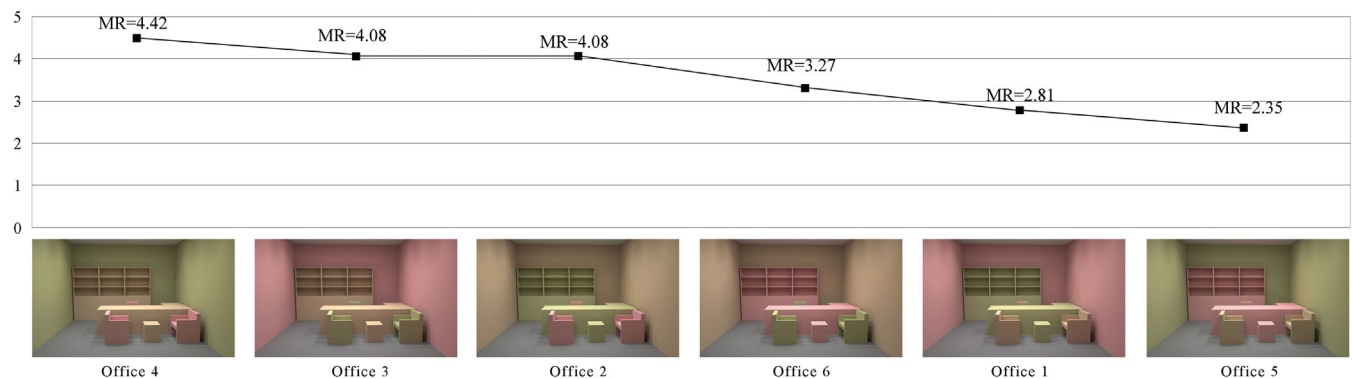 5
MR=4.42
MR=4.08
MR=4.08
4
MR=3.27
3
MR=2.81
MR=2.35
2
1
0
Office 4
Office 3
Office 2
Office 6
Office 1
Office 5